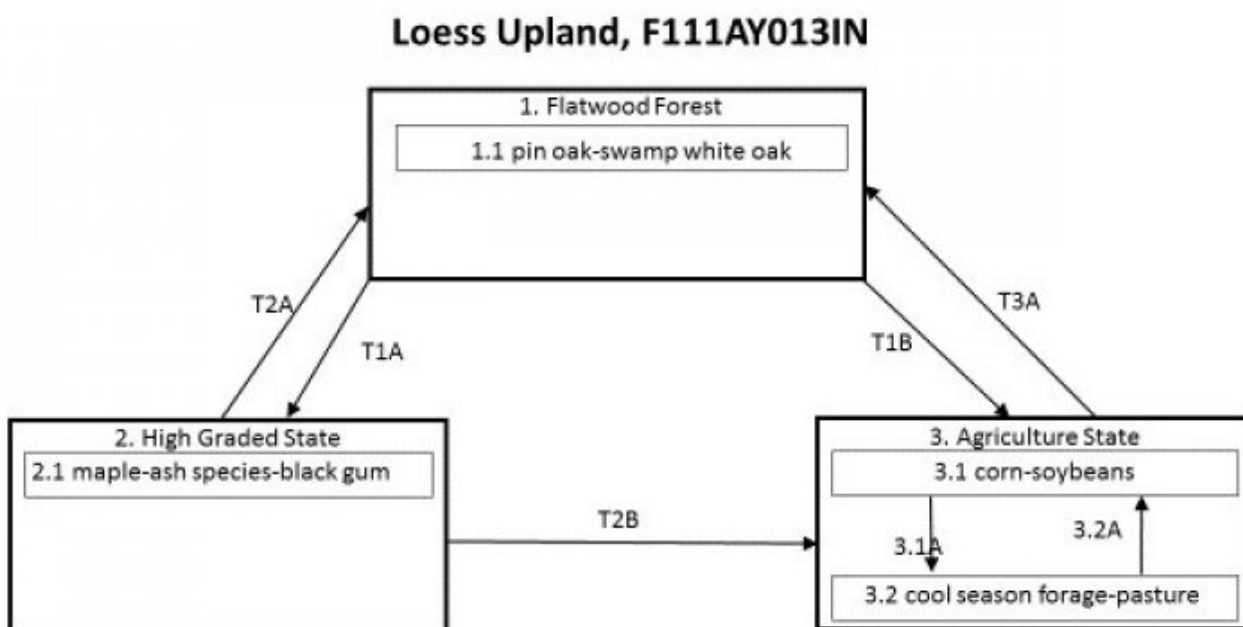 Loess Upland, F111AY013IN
1. Flatwood Forest
1.1 pin oak-swamp white oak
T2A
T1A
T1B
T3A
2. High Graded State
2.1 maple-ash species-black gum
T2B
3. Agriculture State
3.1 corn-soybeans
3.1A
3.2A
3.2 cool season forage-pasture